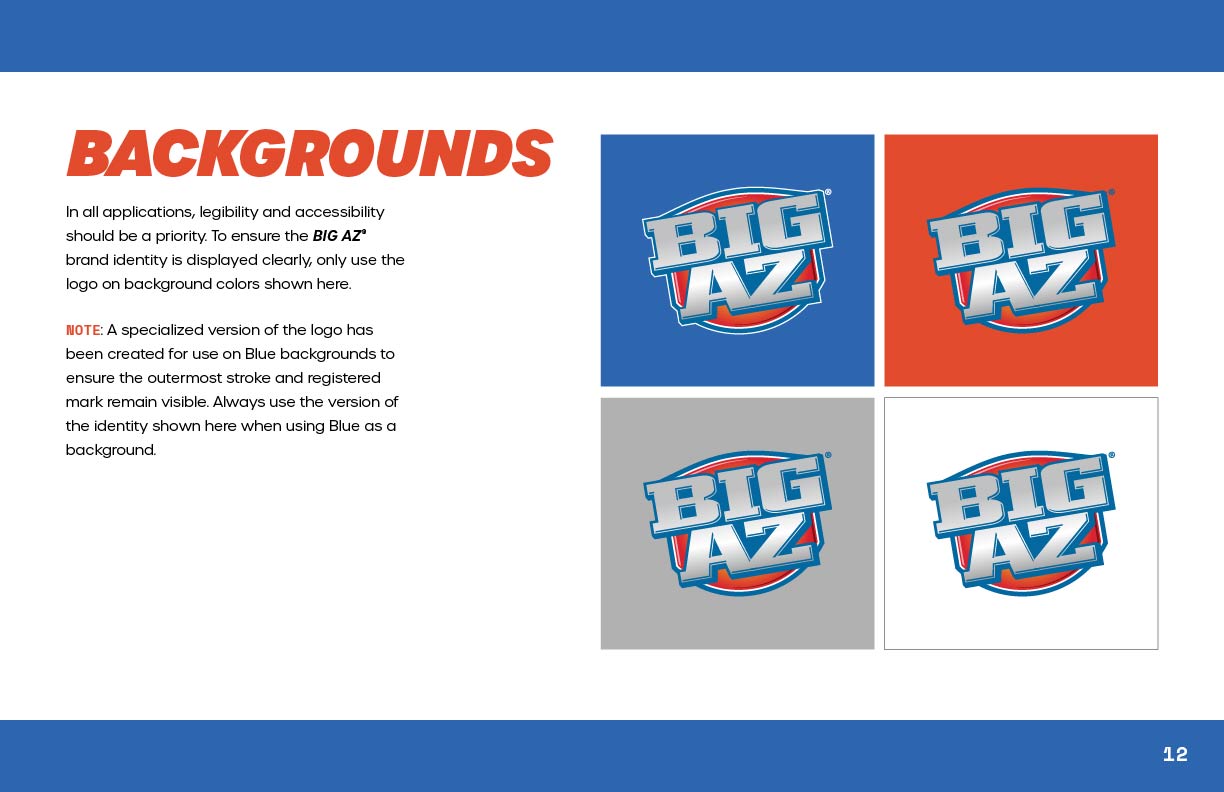 BACKGROUNDS
In all applications, legibility and accessibility
should be a priority. To ensure the BIG AZ®
brand identity is displayed clearly, only use the
logo on background colors shown here.
NOTE: A specialized version of the logo has
been created for use on Blue backgrounds to
ensure the outermost stroke and registered
mark remain visible. Always use the version of
the identity shown here when using Blue as a
background.
BIG ®
AZ
BIG ®
AZ
BIG ®
AZ
BIG ®
AZ
12